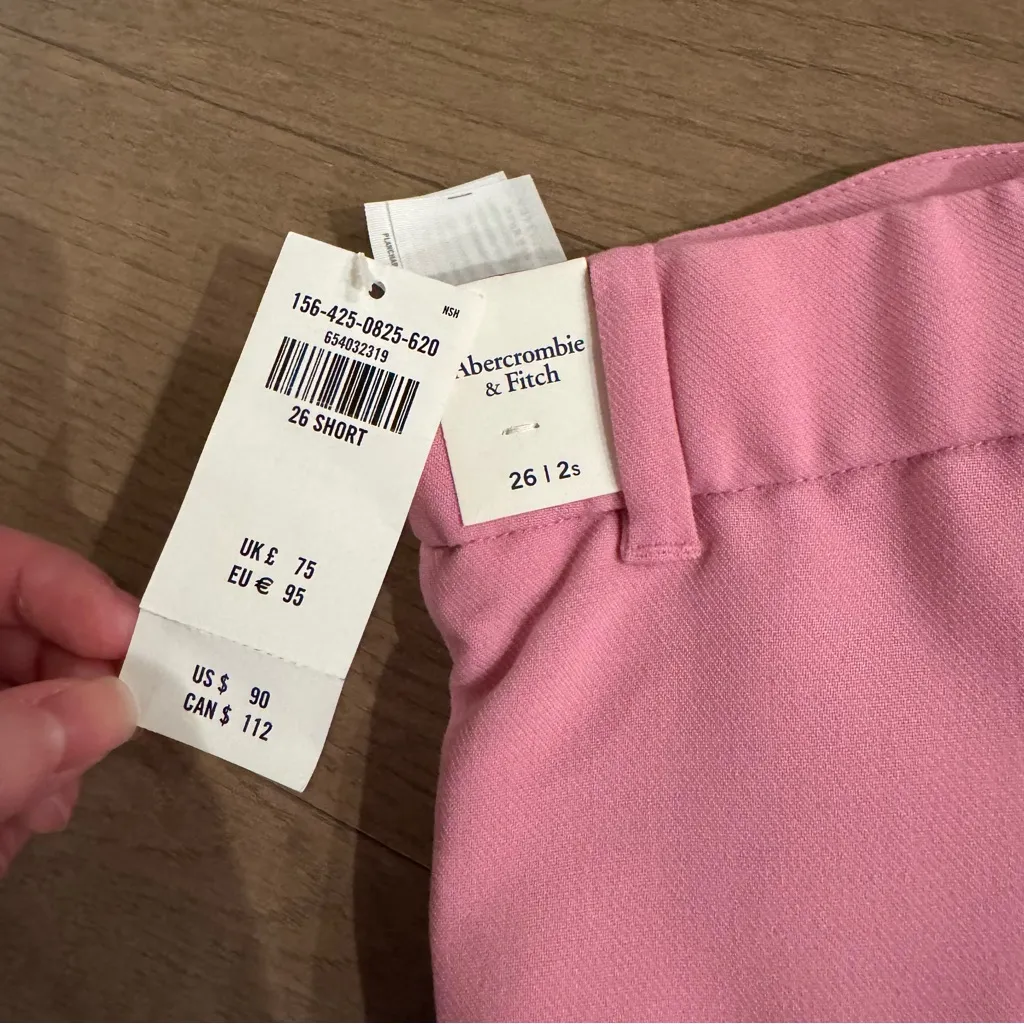 156-425-0825-620
NSH
654032319
26 SHORT
UK £ 75
EU € 95
US $ 90
CAN $ 112
Abercrombie
& Fitch
26 | 2s